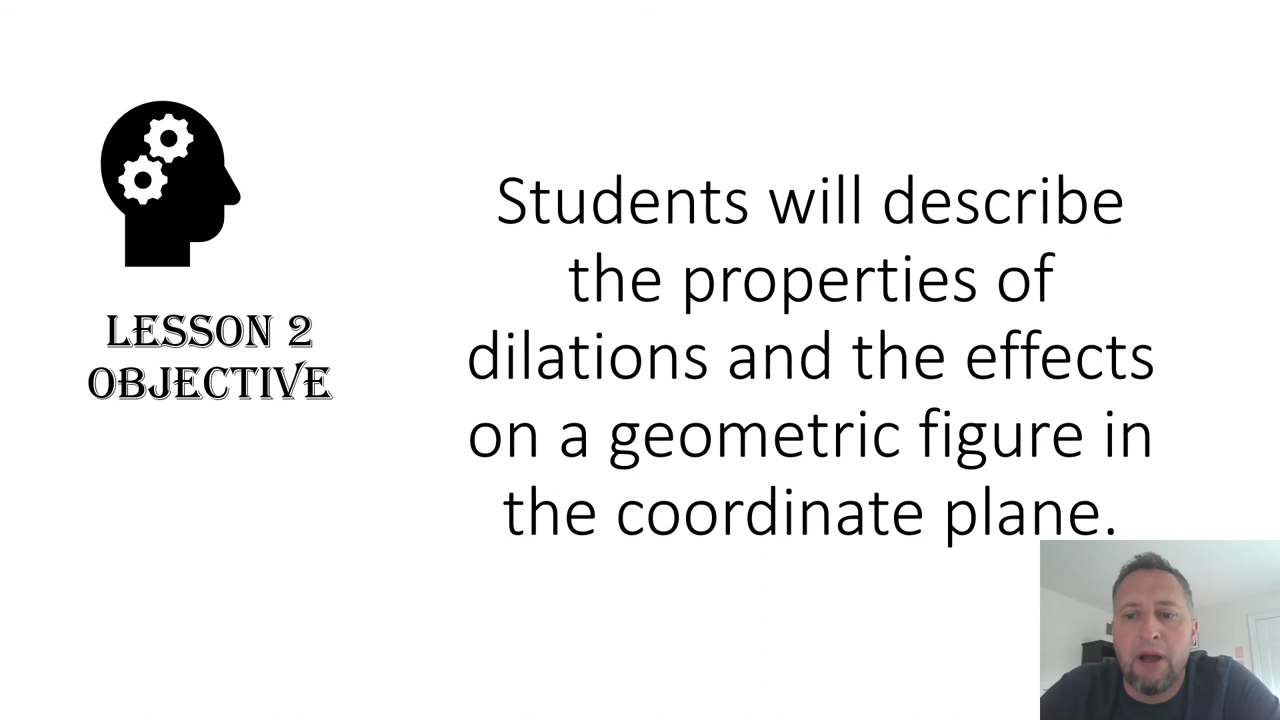 LESSON 2
OBJECTIVE
Students will describe
the properties of
dilations and the effects
on a geometric figure in
the coordinate plane.